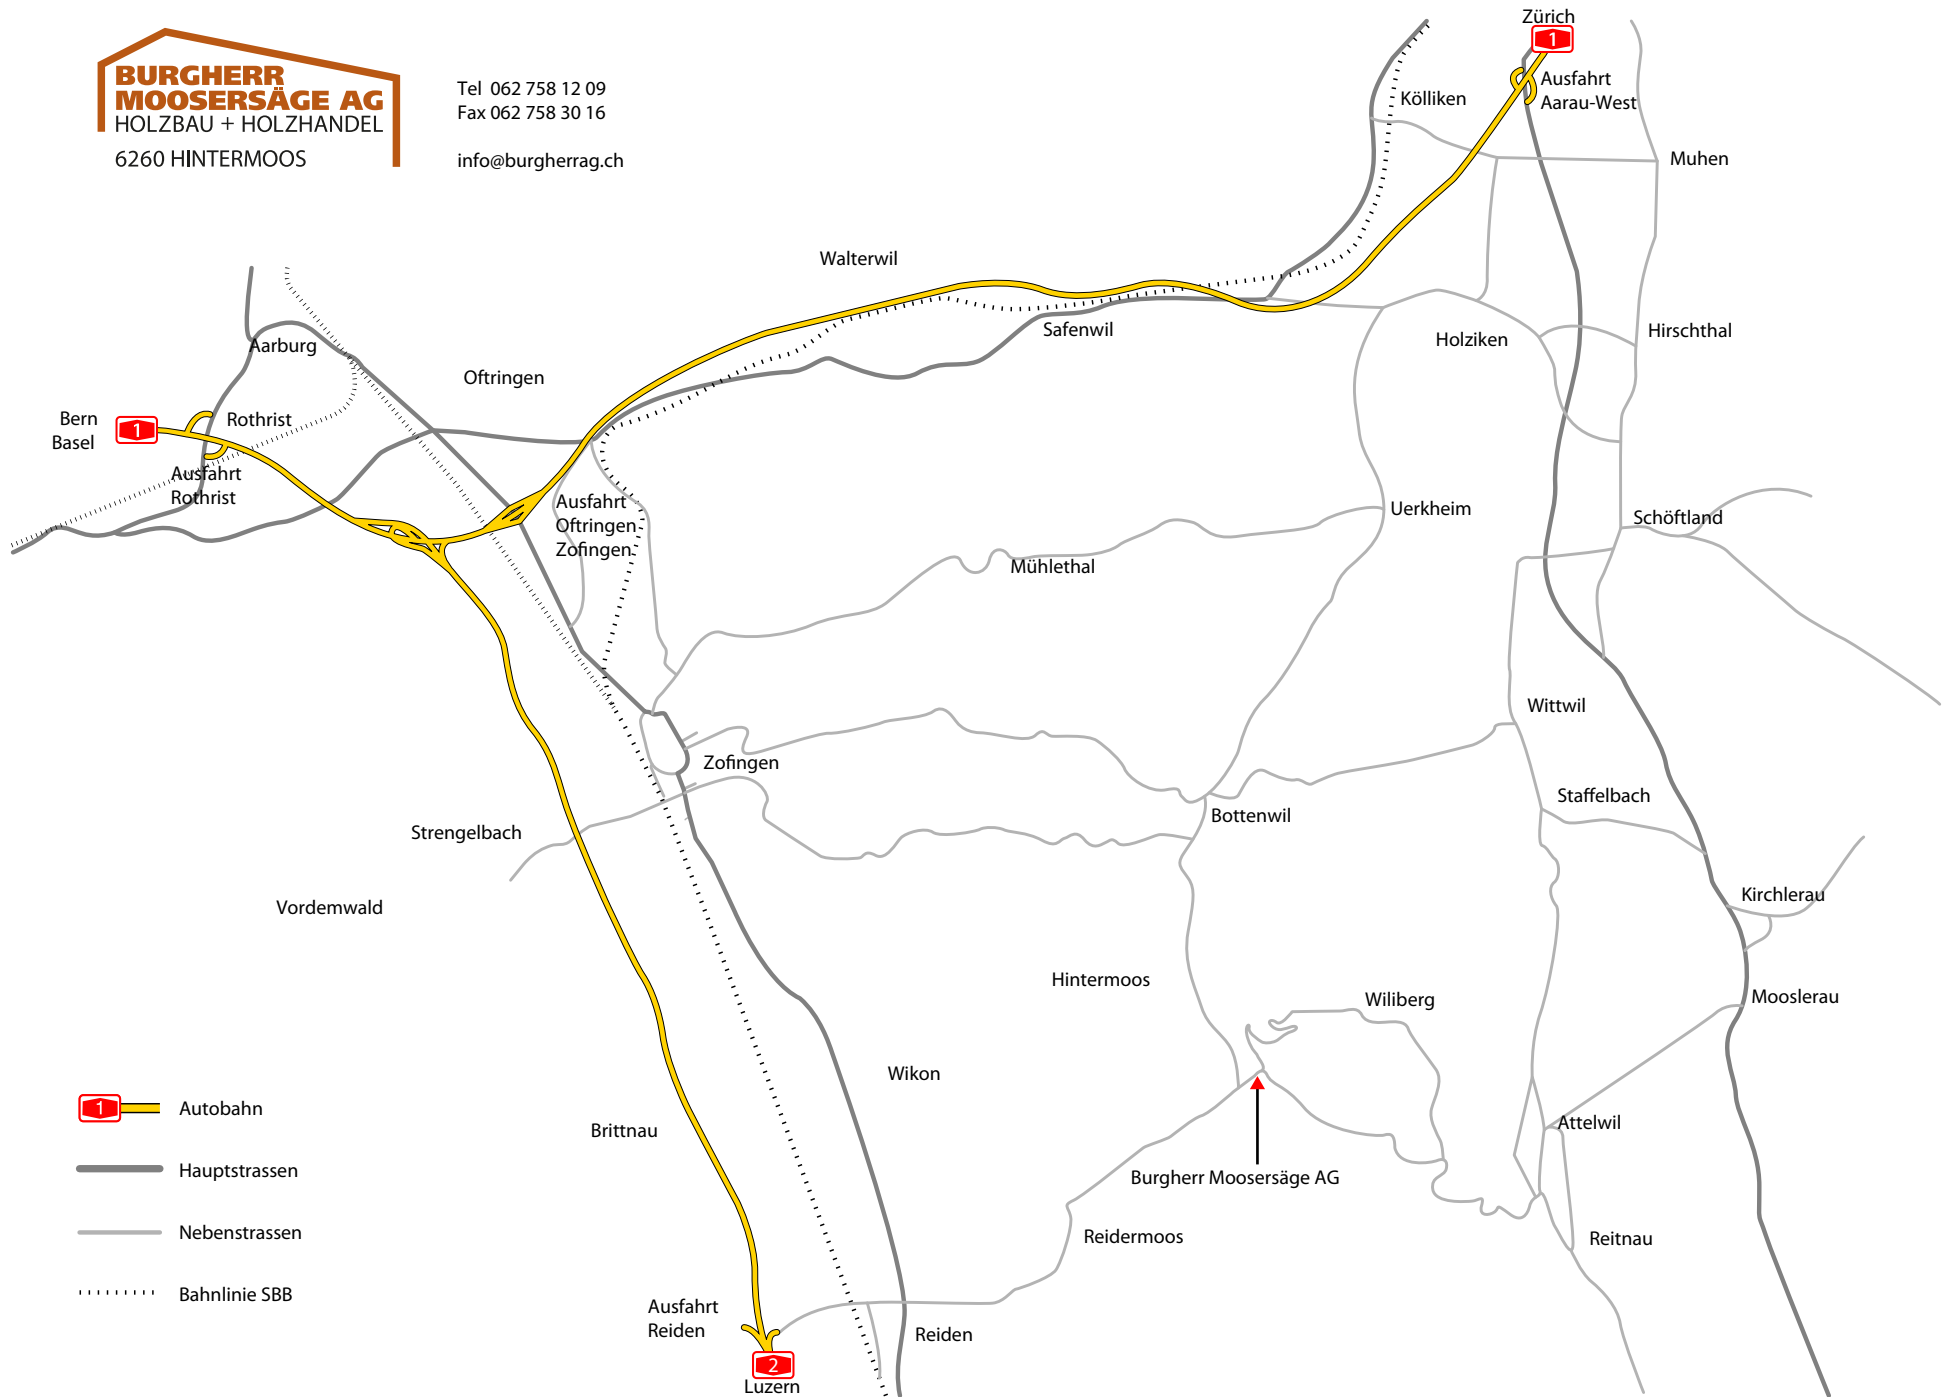 BURGHERR
MOOSERSÄGE AG
HOLZBAU + HOLZHANDEL
6260 HINTERMOOS
Tel 062 758 12 09
Fax 062 758 30 16
info@burgherrag.ch
Zürich
1
Ausfahrt
Aarau-West
Kölliken
Muhen
Walterwil
Safenwil
Holziken
Hirschthal
Aarburg
Oftringen
Bern
Basel
1
Rothrist
Ausfahrt
Rothrist
Ausfahrt
Oftringen
Zofingen
Uerkheim
Schöftland
Mühlethal
Wittwil
Zofingen
Staffelbach
Bottenwil
Strengelbach
Kirchlerau
Vordemwald
Hintermoos
Wiliberg
Mooslerau
Wikon
1
Autobahn
Brittnau
Attelwil
Hauptstrassen
Burgherr Moosersäge AG
Nebenstrassen
Reidermoos
Reitnau
Bahnlinie SBB
Ausfahrt
Reiden
Reiden
2
Luzern